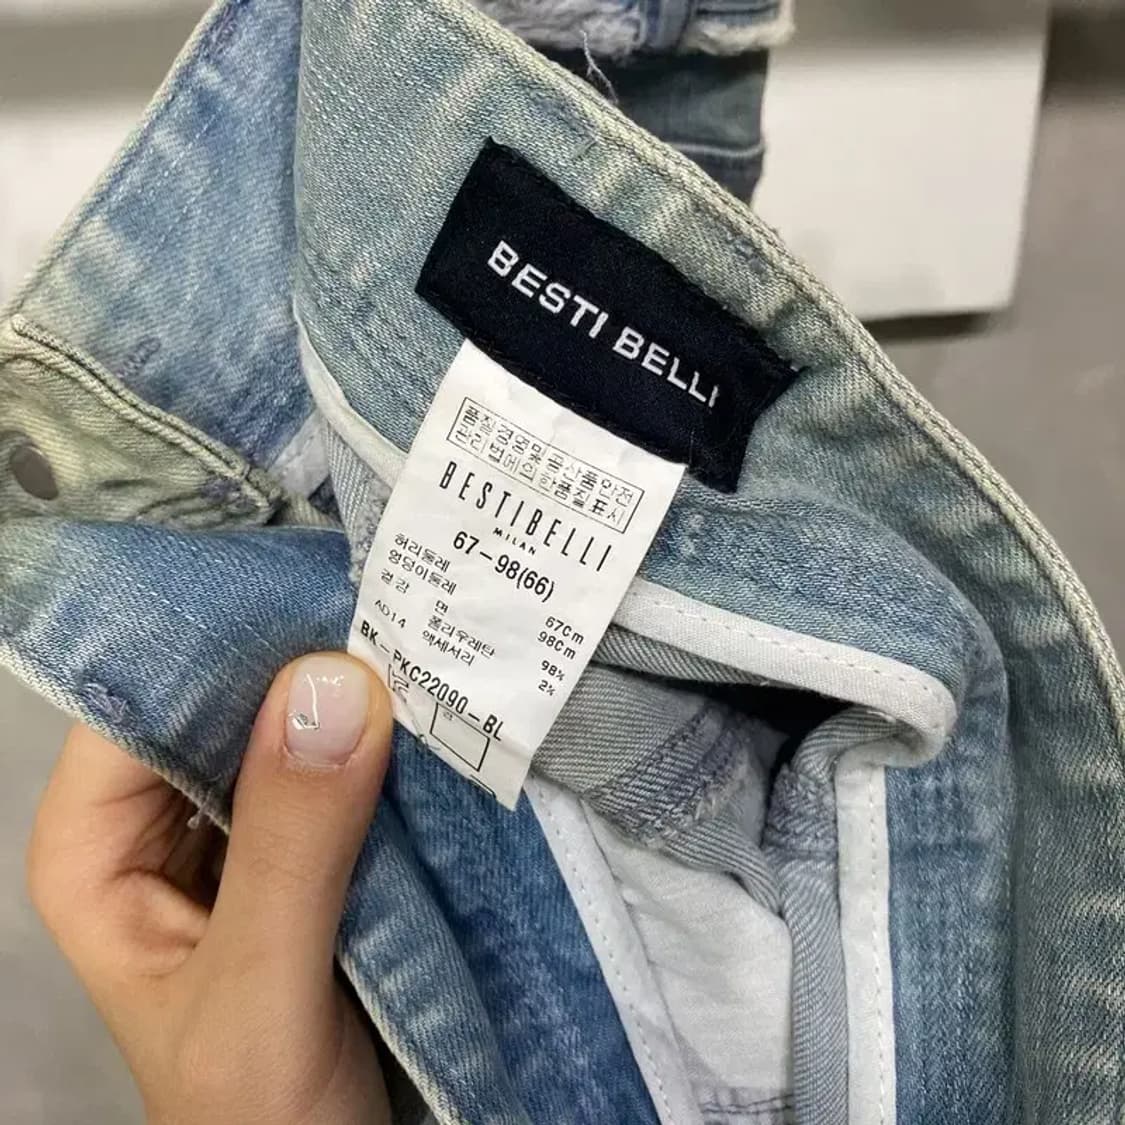 BESTI BELLI
품질경영및공산품안전
관리법에의한품질표시
BESTIBELLI
MILAN
67-98(66)
허리둘레 67Cm
엉덩이둘레 98Cm
겉감 면 98%
폴리우레탄 2%
AD14 액세서리
BK-PKC22090-BL